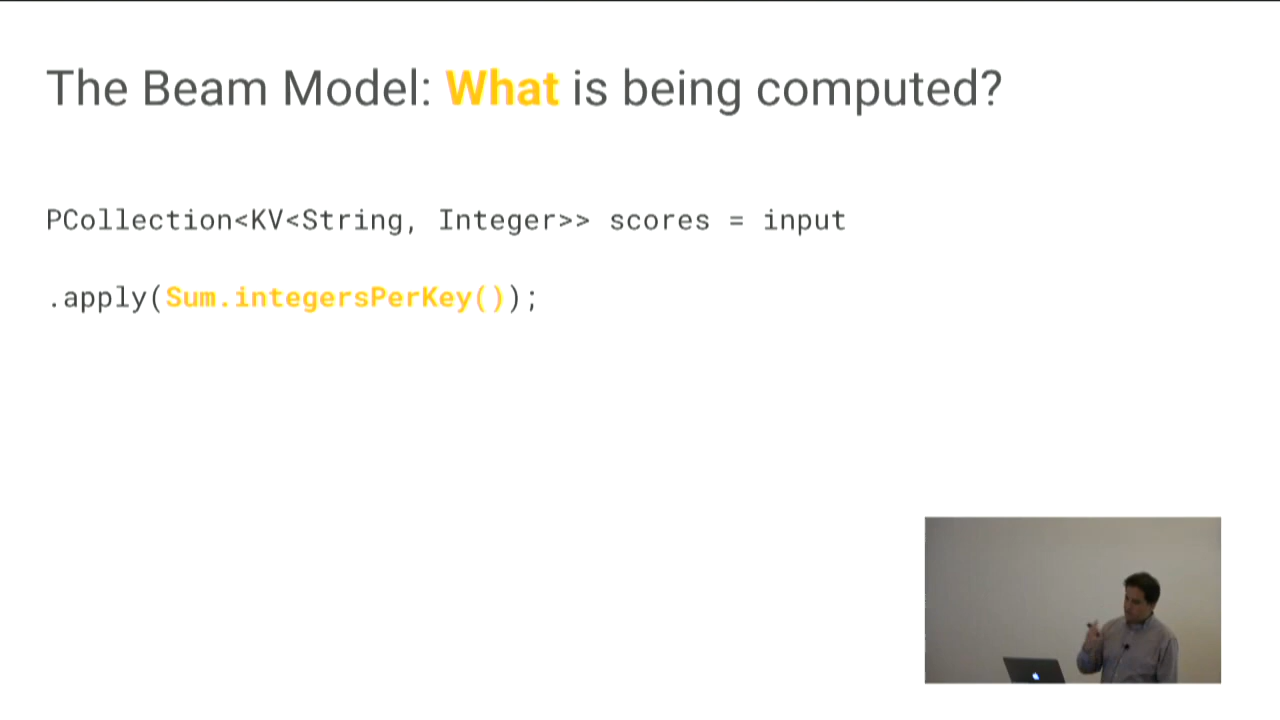 The Beam Model: What is being computed?
PCollection<KV<String, Integer>> scores = input
.apply(Sum.integersPerKey());